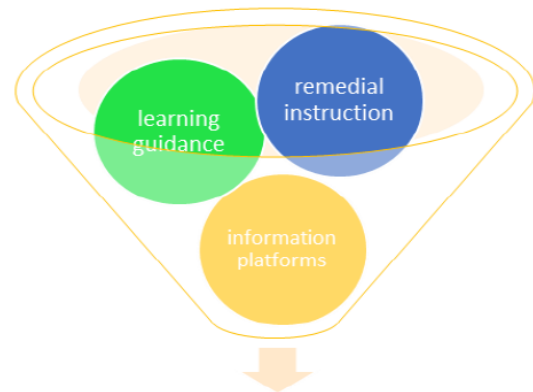 learning
guidance
remedial
instruction
information
platforms